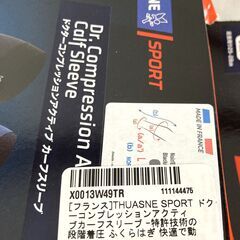 NE
SPORT
Dr. Compression A
Calf Sleeve
ドクターコンプレッションアクティブ カーフスリーブ
MADE IN FRANCE
(a)
(a) L
X0013W49TR
111144475
[フランス]THUASNE SPORT ドク
ーコンプレッションアクティ
ブカーフスリーブ -特許技術の
段階着圧 ふくらはぎ 快適で動